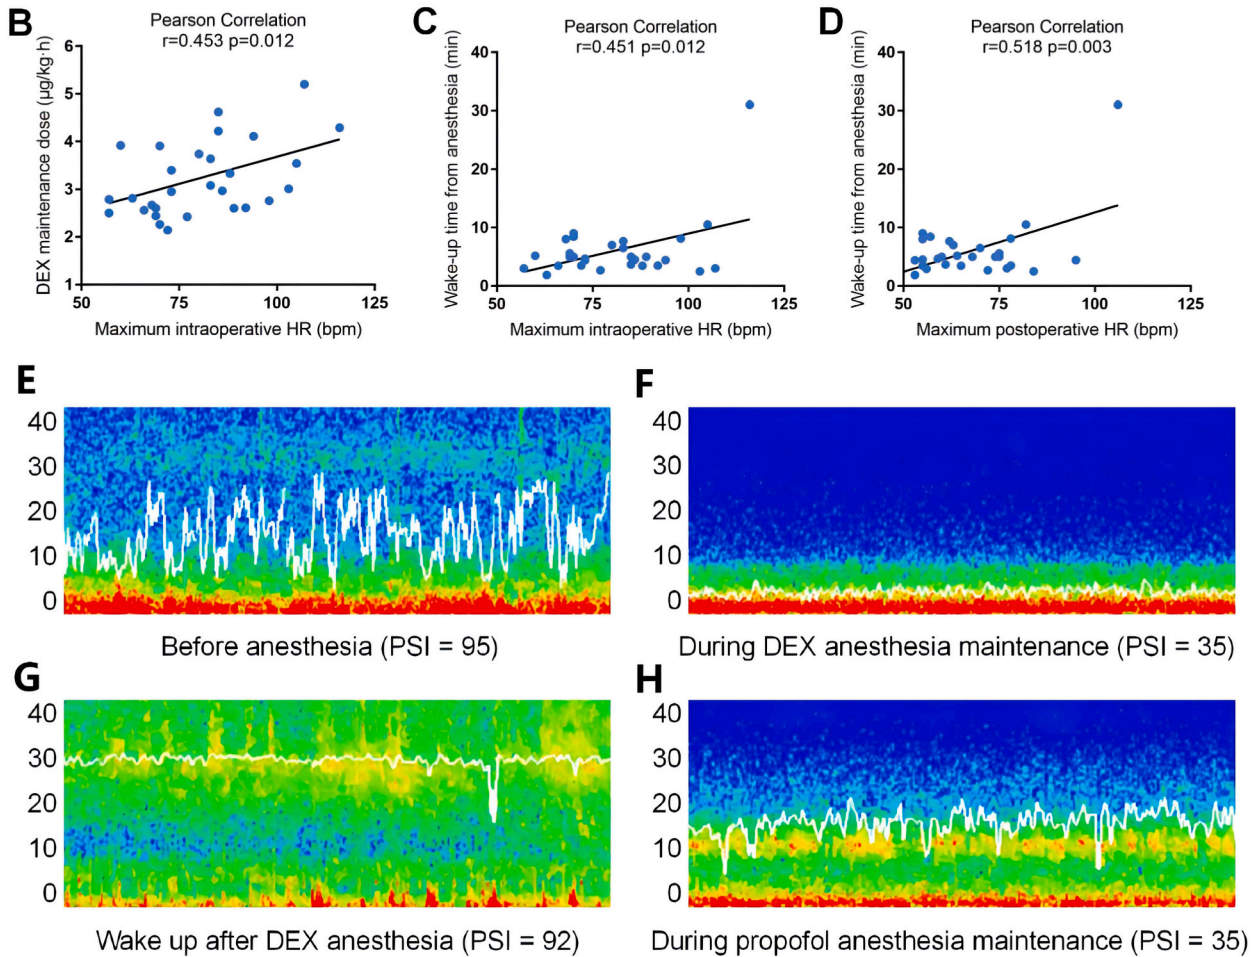 B
Pearson Correlation
r=0.453 p=0.012
DEX maintenance dose (μg/kg·h)
6
5
4
3
2
1
50
75
100
125
Maximum intraoperative HR (bpm)
C
Pearson Correlation
r=0.451 p=0.012
Wake-up time from anesthesia (min)
40
30
20
10
0
50
75
100
125
Maximum intraoperative HR (bpm)
D
Pearson Correlation
r=0.518 p=0.003
Wake-up time from anesthesia (min)
40
30
20
10
0
50
75
100
125
Maximum postoperative HR (bpm)
E
40
30
20
10
0
Before anesthesia (PSI = 95)
F
40
30
20
10
0
During DEX anesthesia maintenance (PSI = 35)
G
40
30
20
10
0
Wake up after DEX anesthesia (PSI = 92)
H
40
30
20
10
0
During propofol anesthesia maintenance (PSI = 35)